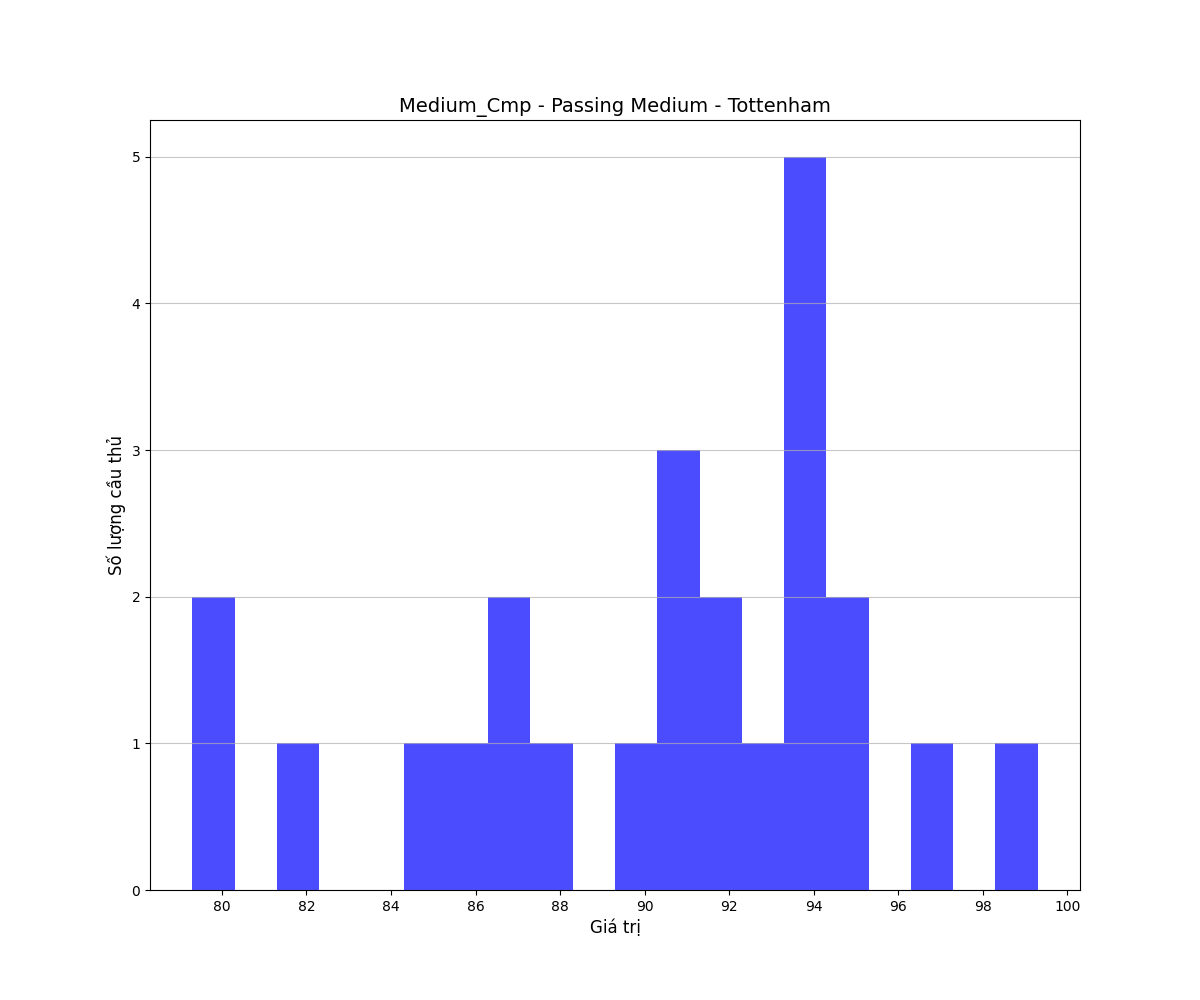 Medium_Cmp - Passing Medium - Tottenham
5
4
3
2
1
0
Số lượng cầu thủ
80 82 84 86 88 90 92 94 96 98 100
Giá trị